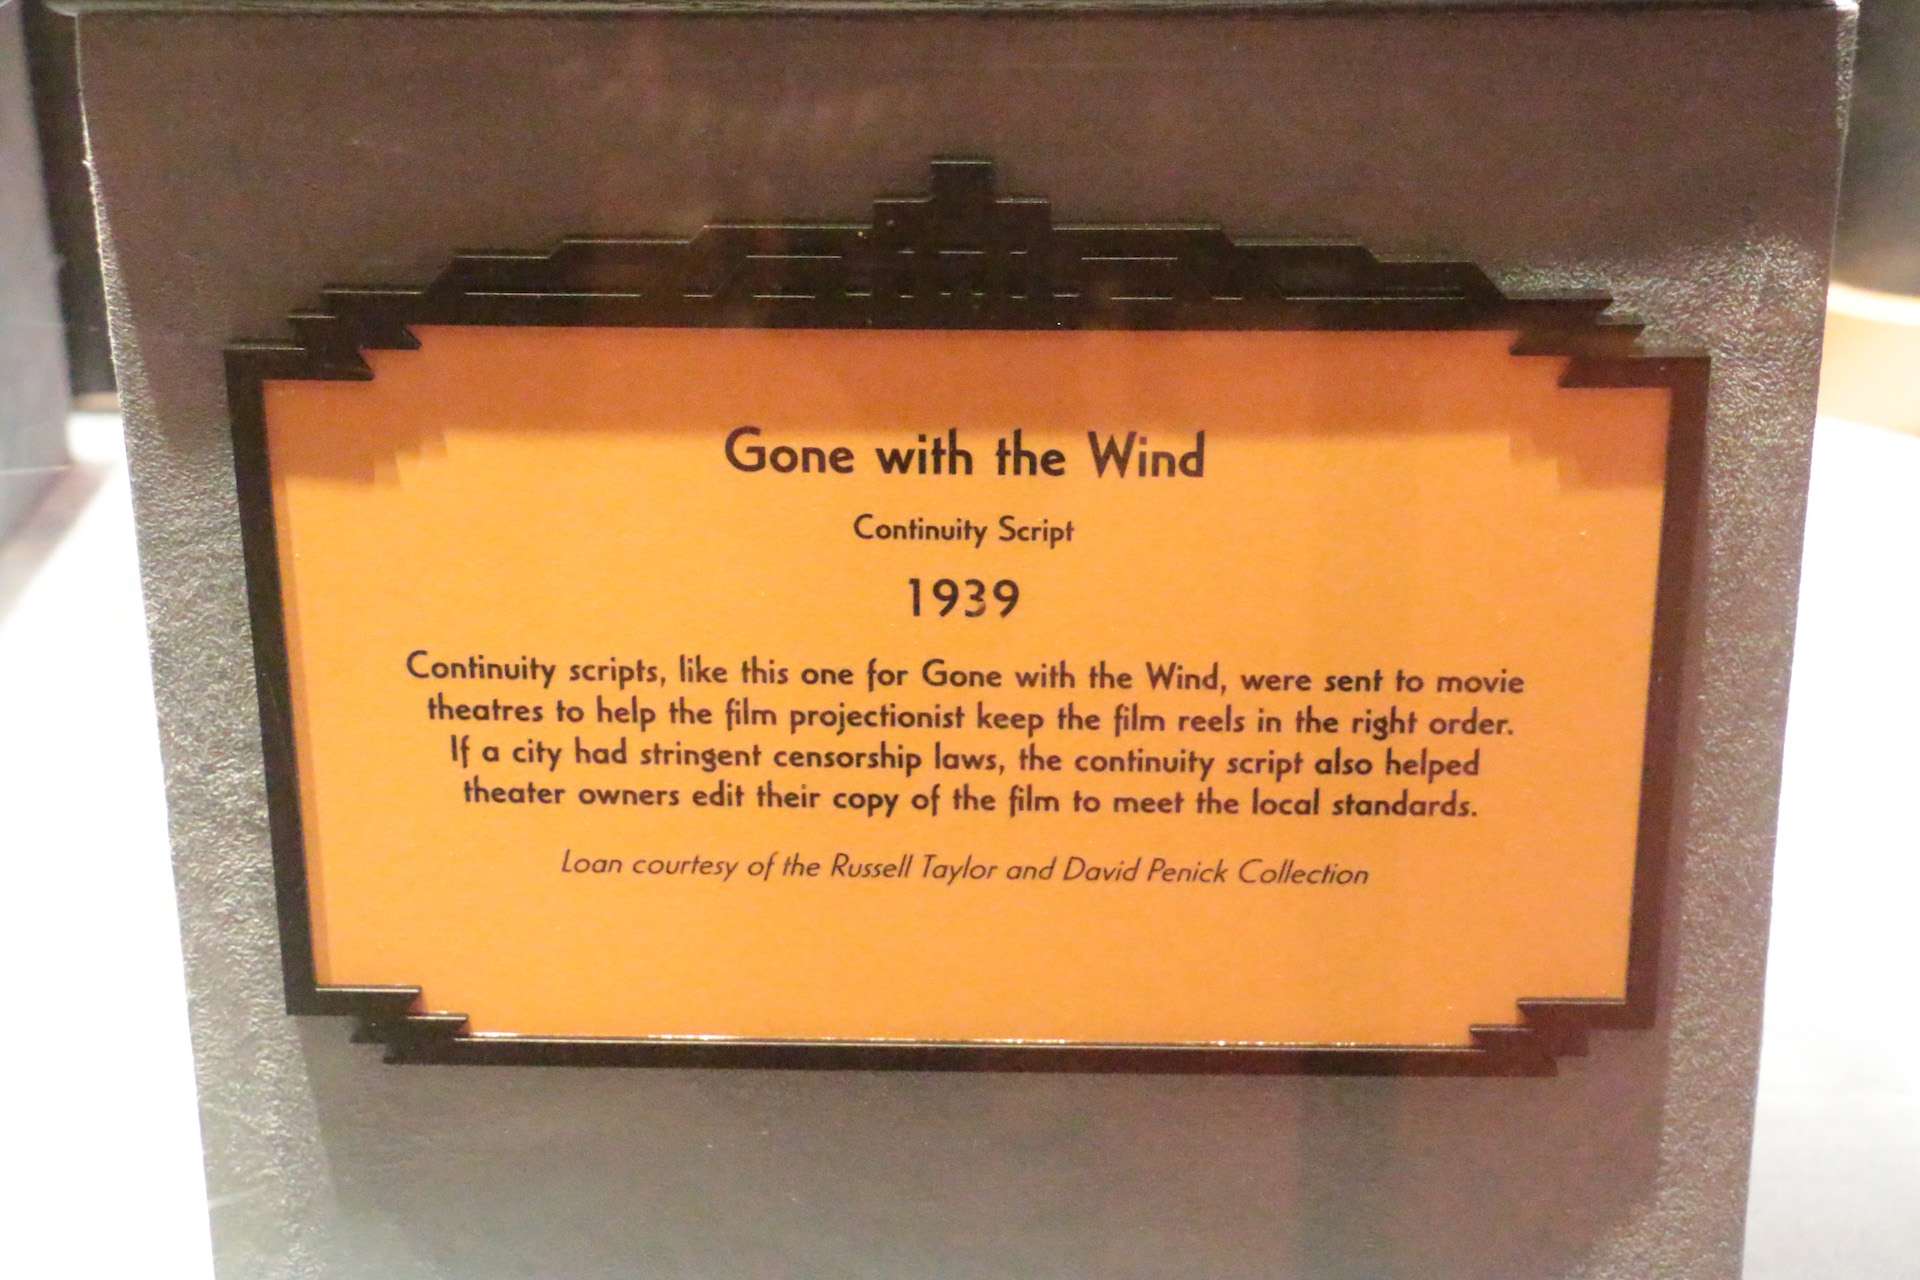 Gone with the Wind
Continuity Script
1939
Continuity scripts, like this one for Gone with the Wind, were sent to movie
theatres to help the film projectionist keep the film reels in the right order.
If a city had stringent censorship laws, the continuity script also helped
theater owners edit their copy of the film to meet the local standards.
Loan courtesy of the Russell Taylor and David Penick Collection